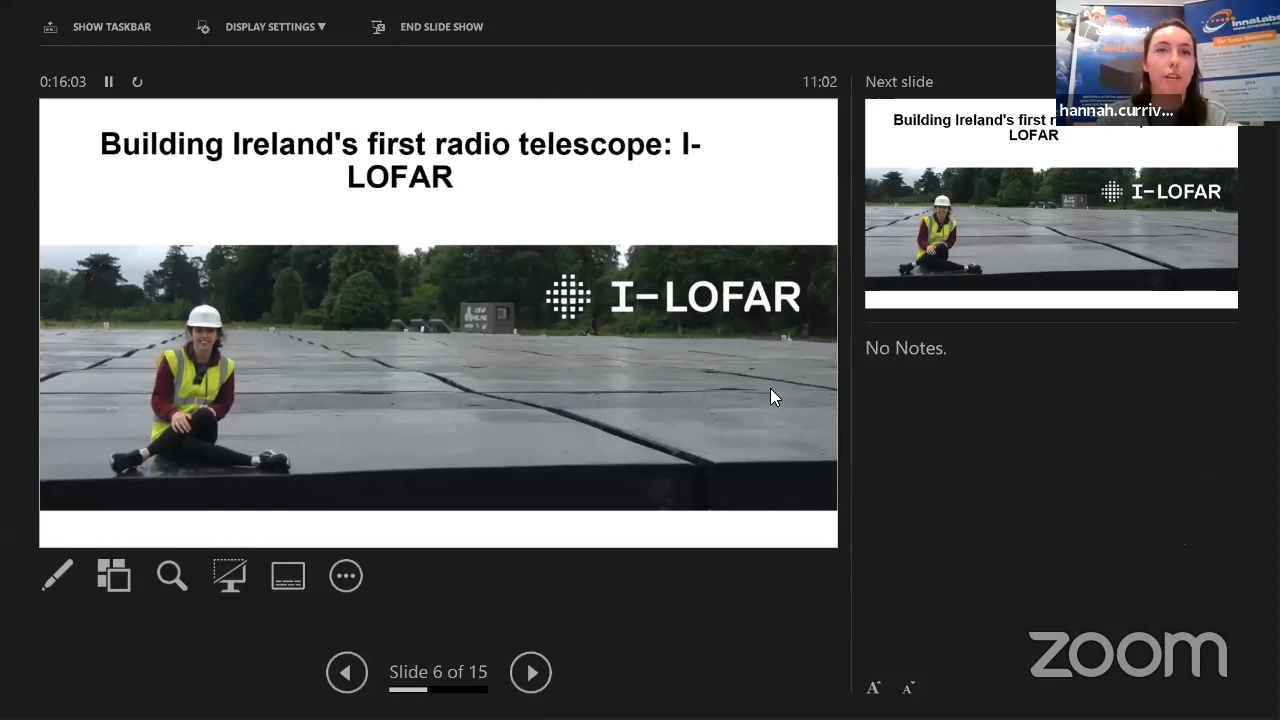 SHOW TASKBAR
DISPLAY SETTINGS ▼
END SLIDE SHOW
0:16:03
11:02
Building Ireland's first radio telescope: I-
LOFAR
I-LOFAR
Slide 6 of 15
Next slide
Building Ireland's first r
LOFAR
I-LOFAR
No Notes.
InnaLabs
hannah.curriv...
zoom
A A